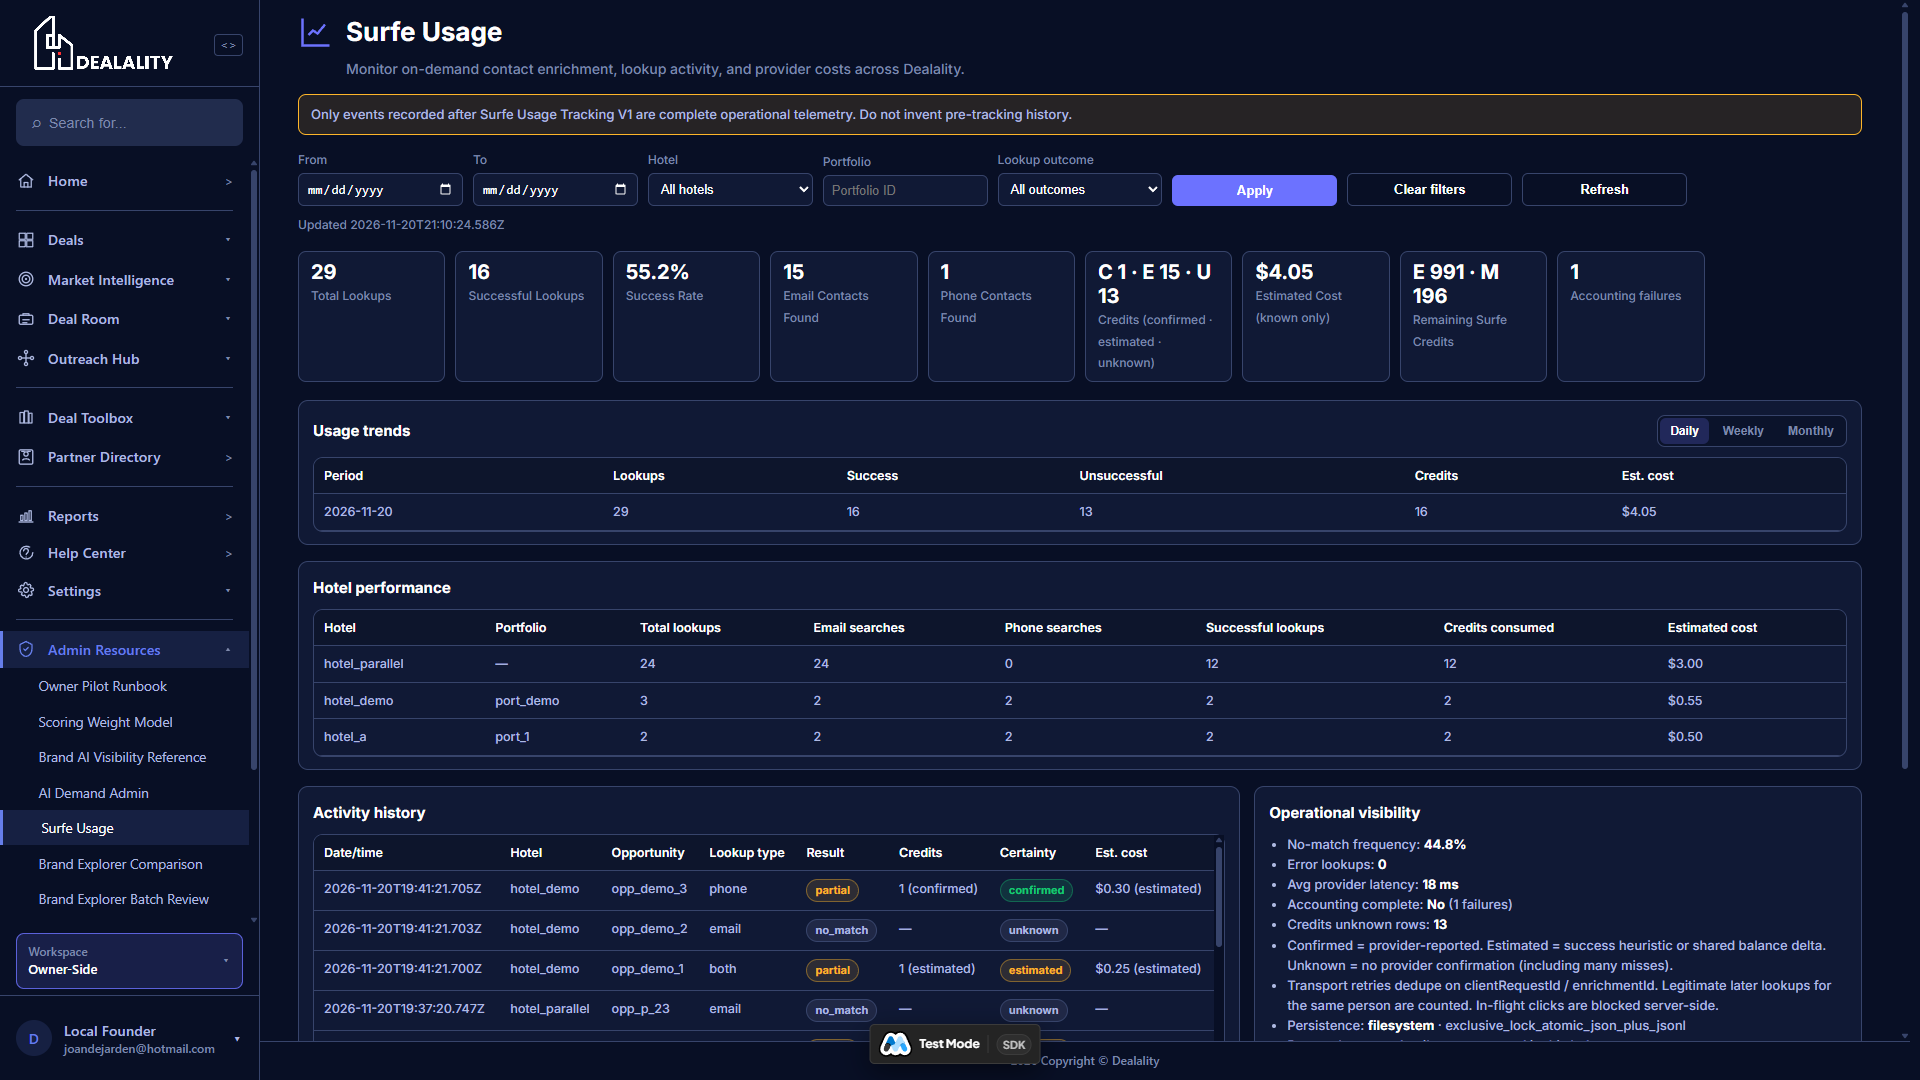 DEALALITY
<>
Search for...
Home
Deals
Market Intelligence
Deal Room
Outreach Hub
Deal Toolbox
Partner Directory
Reports
Help Center
Settings
Admin Resources
Owner Pilot Runbook
Scoring Weight Model
Brand AI Visibility Reference
AI Demand Admin
Surfe Usage
Brand Explorer Comparison
Brand Explorer Batch Review
Workspace
Owner-Side
D
Local Founder
joandejarden@hotmail.com
Surfe Usage
Monitor on-demand contact enrichment, lookup activity, and provider costs across Dealality.
Only events recorded after Surfe Usage Tracking V1 are complete operational telemetry. Do not invent pre-tracking history.
From To Hotel Portfolio Lookup outcome
mm/dd/yyyy mm/dd/yyyy All hotels Portfolio ID All outcomes Apply Clear filters Refresh
Updated 2026-11-20T21:10:24.586Z
29
Total Lookups
16
Successful Lookups
55.2%
Success Rate
15
Email Contacts
Found
1
Phone Contacts
Found
C 1 · E 15 · U
13
Credits (confirmed ·
estimated ·
unknown)
$4.05
Estimated Cost
(known only)
E 991 · M
196
Remaining Surfe
Credits
1
Accounting failures
Usage trends
Daily Weekly Monthly
Period Lookups Success Unsuccessful Credits Est. cost
2026-11-20 29 16 13 16 $4.05
Hotel performance
Hotel Portfolio Total lookups Email searches Phone searches Successful lookups Credits consumed Estimated cost
hotel_parallel — 24 24 0 12 12 $3.00
hotel_demo port_demo 3 2 2 2 2 $0.55
hotel_a port_1 2 2 2 2 2 $0.50
Activity history
Date/time Hotel Opportunity Lookup type Result Credits Certainty Est. cost
2026-11-20T19:41:21.705Z hotel_demo opp_demo_3 phone partial 1 (confirmed) confirmed $0.30 (estimated)
2026-11-20T19:41:21.703Z hotel_demo opp_demo_2 email no_match — unknown —
2026-11-20T19:41:21.700Z hotel_demo opp_demo_1 both partial 1 (estimated) estimated $0.25 (estimated)
2026-11-20T19:37:20.747Z hotel_parallel opp_p_23 email no_match — unknown —
Operational visibility
• No-match frequency: 44.8%
• Error lookups: 0
• Avg provider latency: 18 ms
• Accounting complete: No (1 failures)
• Credits unknown rows: 13
• Confirmed = provider-reported. Estimated = success heuristic or shared balance delta.
Unknown = no provider confirmation (including many misses).
• Transport retries dedupe on clientRequestId / enrichmentId. Legitimate later lookups for
the same person are counted. In-flight clicks are blocked server-side.
• Persistence: filesystem · exclusive_lock_atomic_json_plus_jsonl
Test Mode SDK
Copyright © Dealality